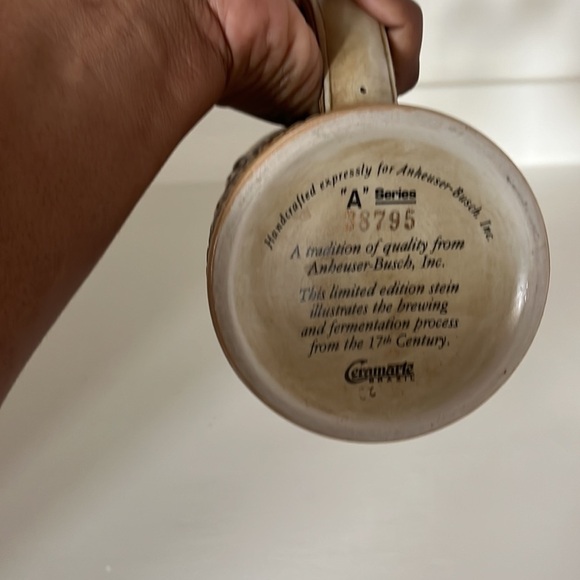 Handcrafted expressly for Anheuser-Busch, Inc.
"A" Series
38795
A tradition of quality from
Anheuser-Busch, Inc.
This limited edition stein
illustrates the brewing
and fermentation process
from the 17th Century.
Ceramarte
BRAZIL